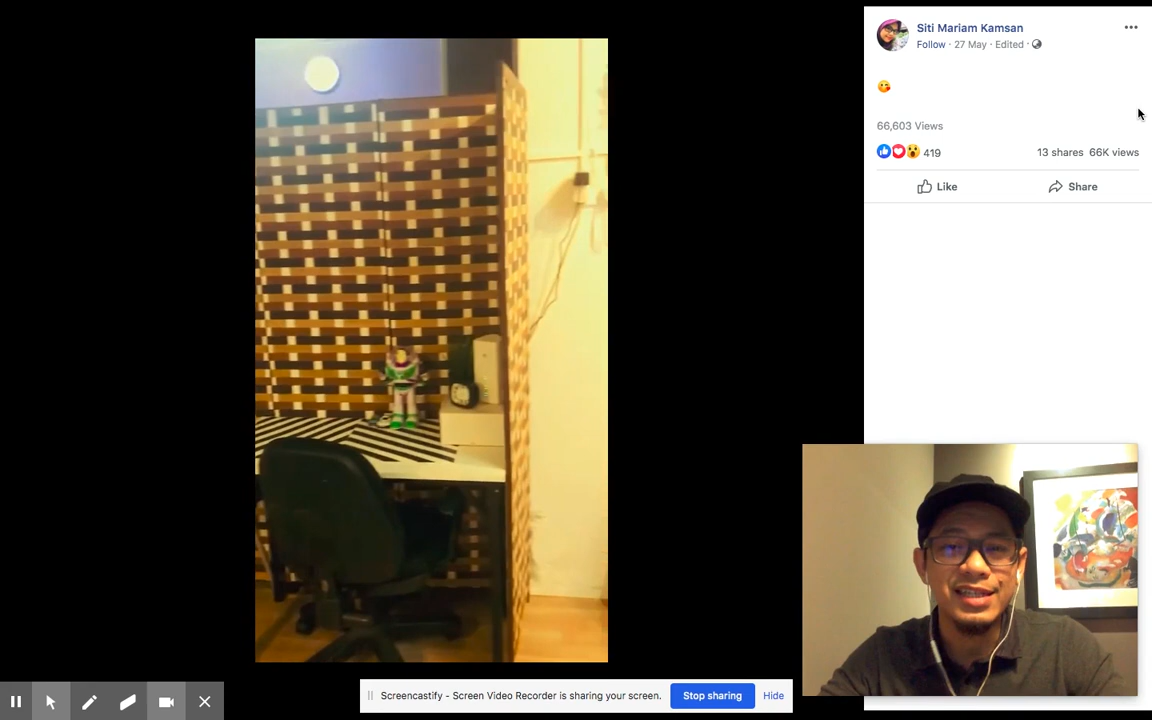 Siti Mariam Kamsan
Follow · 27 May · Edited ·
66,603 Views
419
13 shares 66K views
Like
Share
Screencastify - Screen Video Recorder is sharing your screen.
Stop sharing
Hide